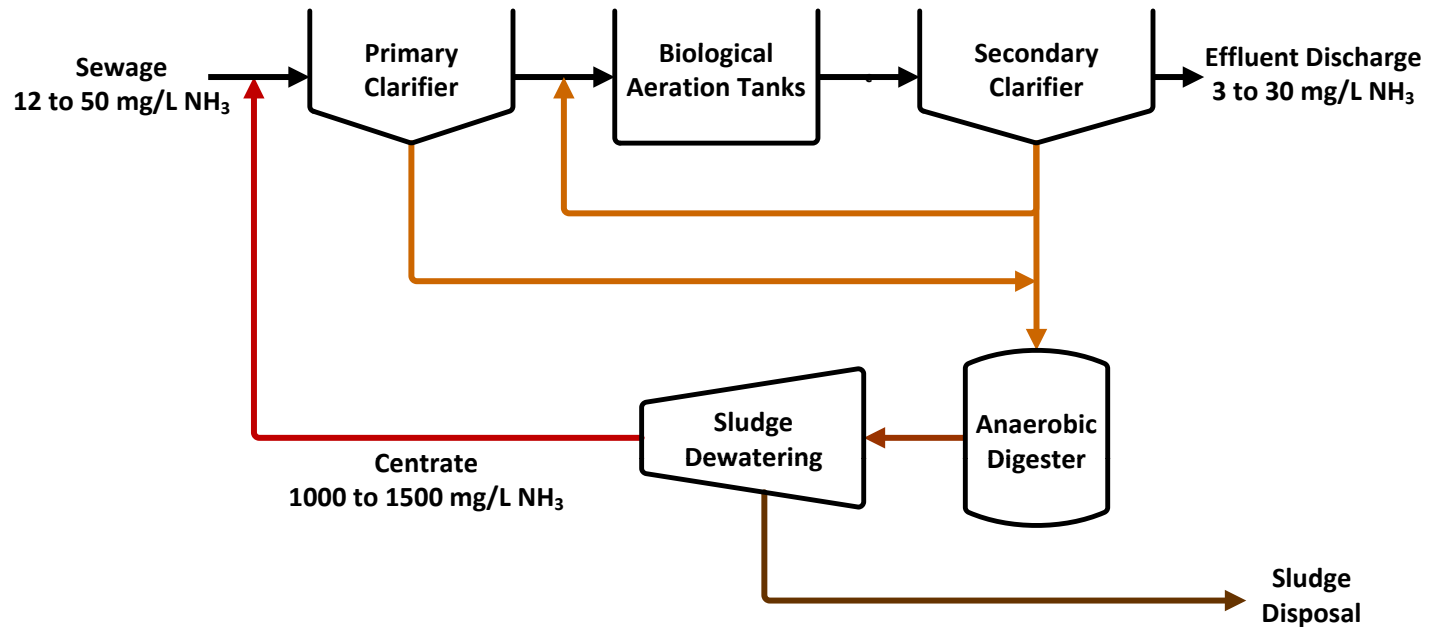 Sewage
12 to 50 mg/L NH₃
Primary
Clarifier
Biological
Aeration Tanks
Secondary
Clarifier
Effluent Discharge
3 to 30 mg/L NH₃
Sludge
Dewatering
Anaerobic
Digester
Centrate
1000 to 1500 mg/L NH₃
Sludge
Disposal